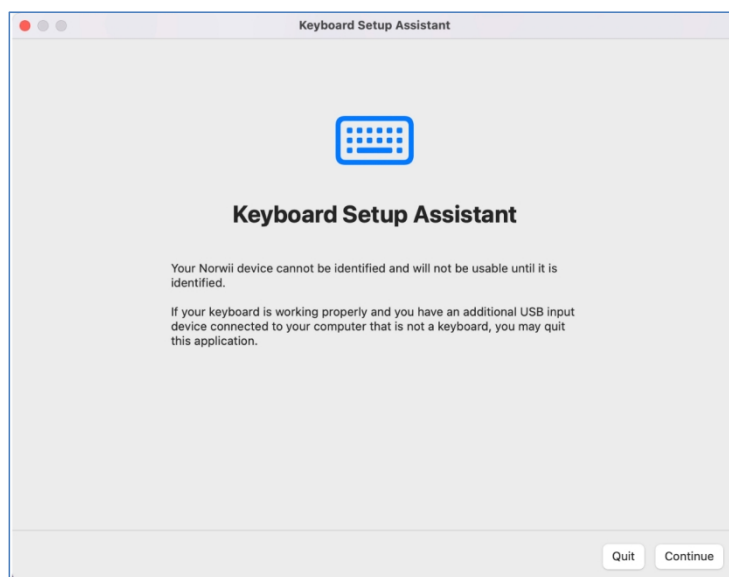 Keyboard Setup Assistant
Keyboard Setup Assistant
Your Norwii device cannot be identified and will not be usable until it is
identified.
If your keyboard is working properly and you have an additional USB input
device connected to your computer that is not a keyboard, you may quit
this application.
Quit
Continue